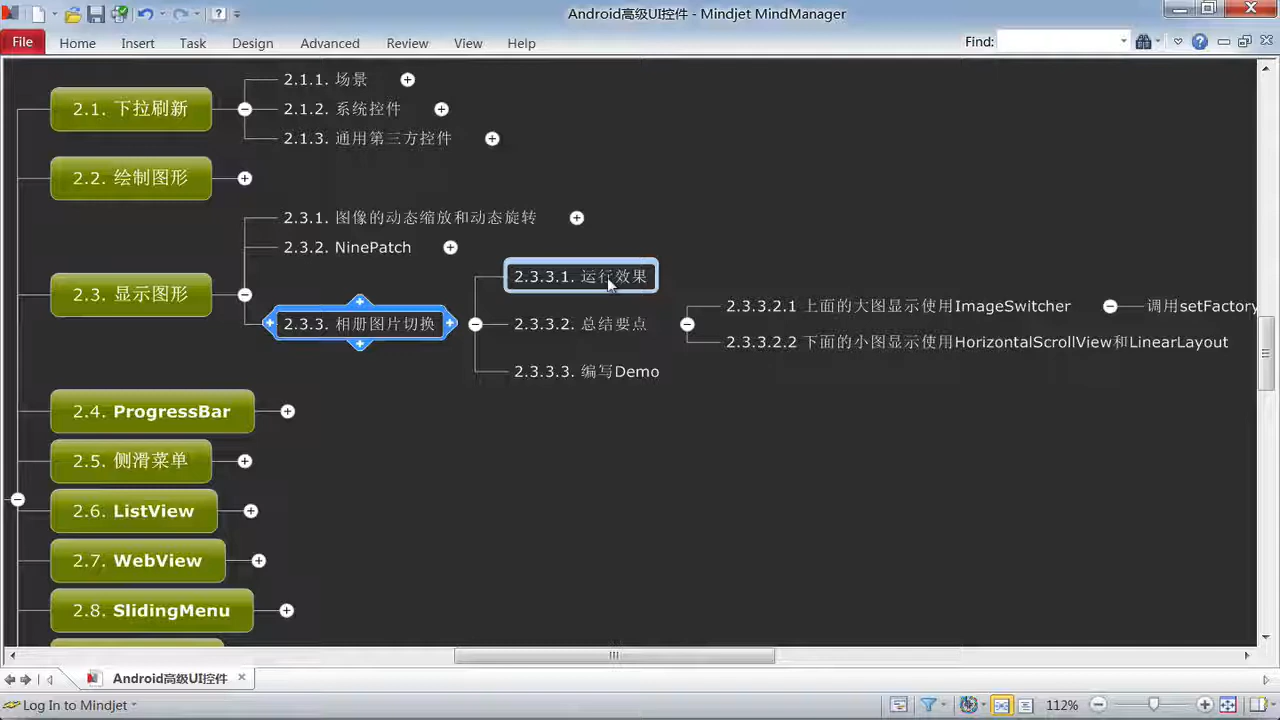 Android高级UI控件 - Mindjet MindManager
File Home Insert Task Design Advanced Review View Help Find:
2.1. 下拉刷新
2.1.1. 场景
2.1.2. 系统控件
2.1.3. 通用第三方控件
2.2. 绘制图形
2.3. 显示图形
2.3.1. 图像的动态缩放和动态旋转
2.3.2. NinePatch
2.3.3. 相册图片切换
2.3.3.1. 运行效果
2.3.3.2. 总结要点
2.3.3.2.1 上面的大图显示使用ImageSwitcher
调用setFactory
2.3.3.2.2 下面的小图显示使用HorizontalScrollView和LinearLayout
2.3.3.3. 编写Demo
2.4. ProgressBar
2.5. 侧滑菜单
2.6. ListView
2.7. WebView
2.8. SlidingMenu
Android高级UI控件
Log In to Mindjet
112%